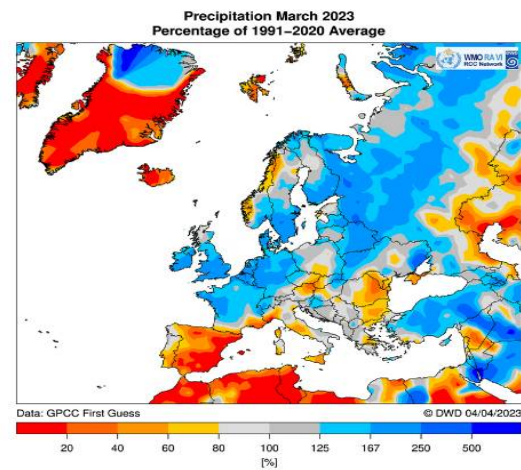 Precipitation March 2023
Percentage of 1991–2020 Average
WMO RA VI
RCC Network
Data: GPCC First Guess
© DWD 04/04/2023
20 40 60 80 100 125 167 250 500
[%]